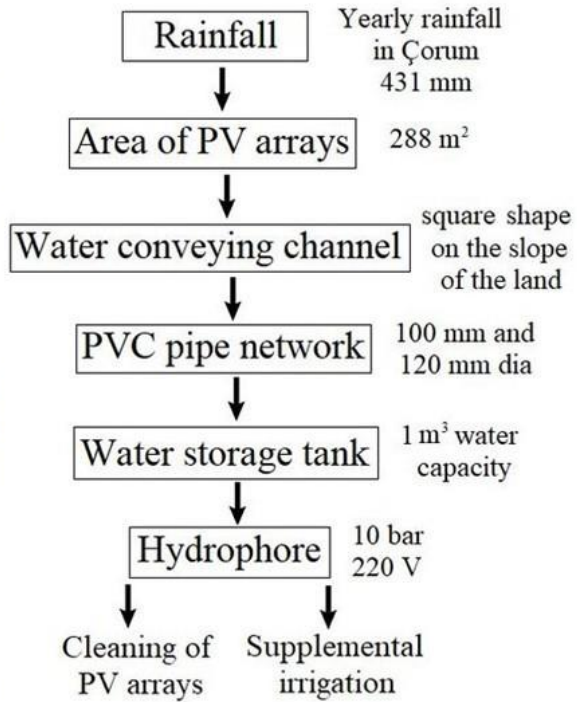 Rainfall
Yearly rainfall
in Çorum
431 mm
Area of PV arrays
288 m²
Water conveying channel
square shape
on the slope
of the land
PVC pipe network
100 mm and
120 mm dia
Water storage tank
1 m³ water
capacity
Hydrophore
10 bar
220 V
Cleaning of
PV arrays
Supplemental
irrigation